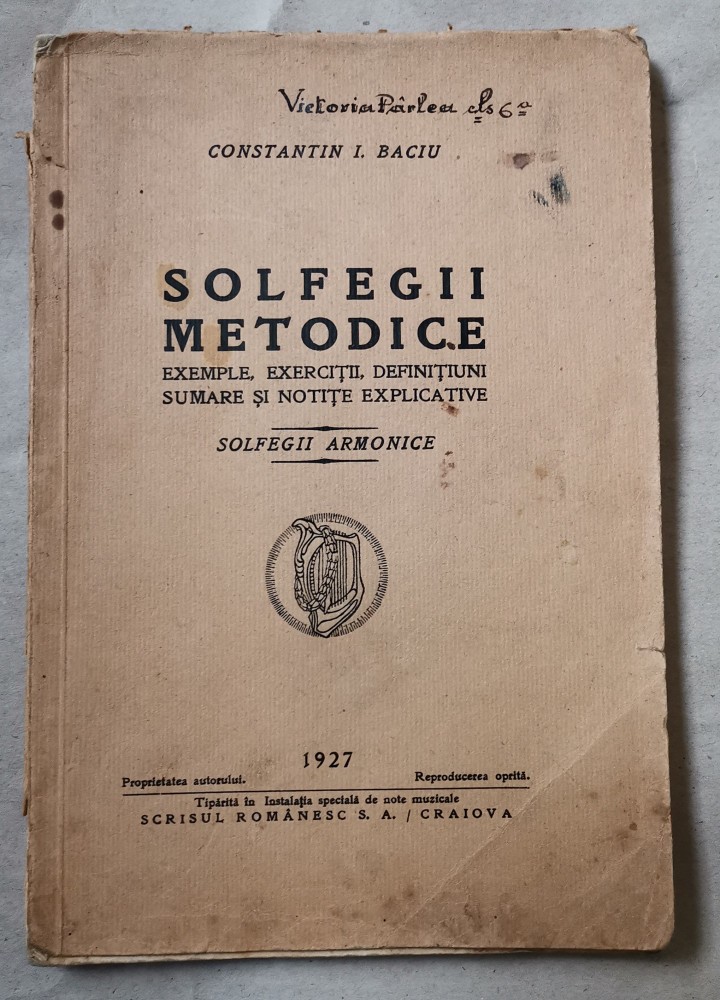 Victoria Pârlea cls 6ª
CONSTANTIN I. BACIU
SOLFEGII
METODICE
EXEMPLE, EXERCIȚII, DEFINIȚIUNI
SUMARE ȘI NOTIȚE EXPLICATIVE
SOLFEGII ARMONICE
1927
Proprietatea autorului. Reproducerea oprită.
Tipărită în Instalația specială de note muzicale
SCRISUL ROMÂNESC S. A. / CRAIOVA